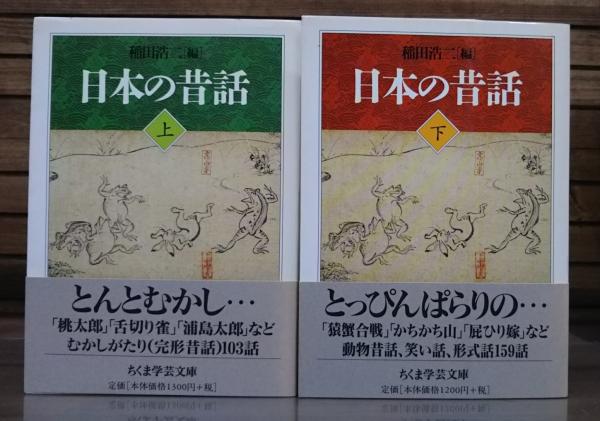 稲田浩二[編]
日本の昔話
上
とんとむかし…
「桃太郎」「舌切り雀」「浦島太郎」など
むかしがたり(完形昔話)103話
ちくま学芸文庫
定価[本体価格1300円+税]
稲田浩二[編]
日本の昔話
下
とっぴんぱらりの…
「猿蟹合戦」「かちかち山」「屁ひり嫁」など
動物昔話、笑い話、形式話159話
ちくま学芸文庫
定価[本体価格1200円+税]